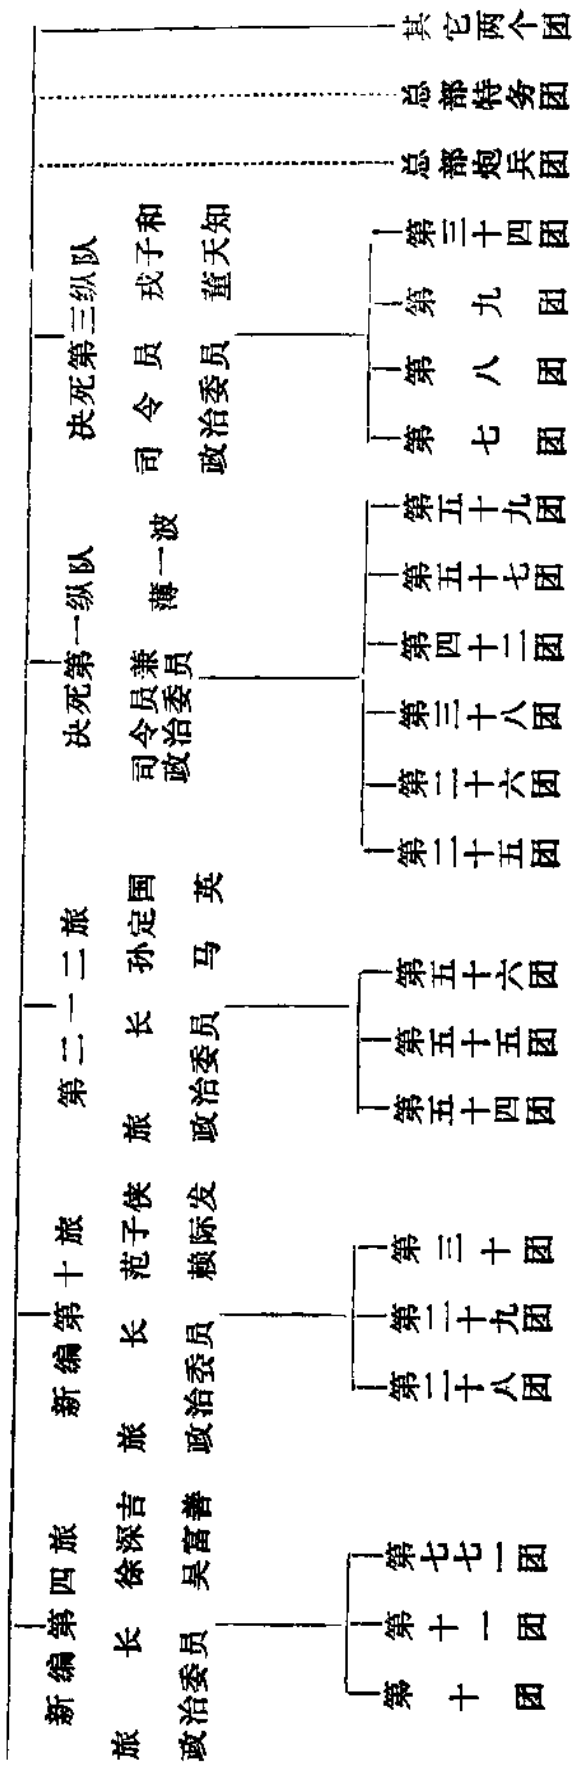 新编第四旅
旅长 徐深吉
政治委员 吴富善
第十团
第十一团
第七七一团
新编第十旅
旅长 范子侠
政治委员 赖际发
第二十八团
第二十九团
第三十团
第二一二旅
旅长 孙定国
政治委员 马英
第五十四团
第五十五团
第五十六团
决死第一纵队
司令员兼
政治委员 薄一波
第二十五团
第二十六团
第三十八团
第四十二团
第五十七团
第五十九团
决死第三纵队
司令员 戎子和
政治委员 董天知
第七团
第八团
第九团
第三十四团
总部炮兵团
总部特务团
其它两个团